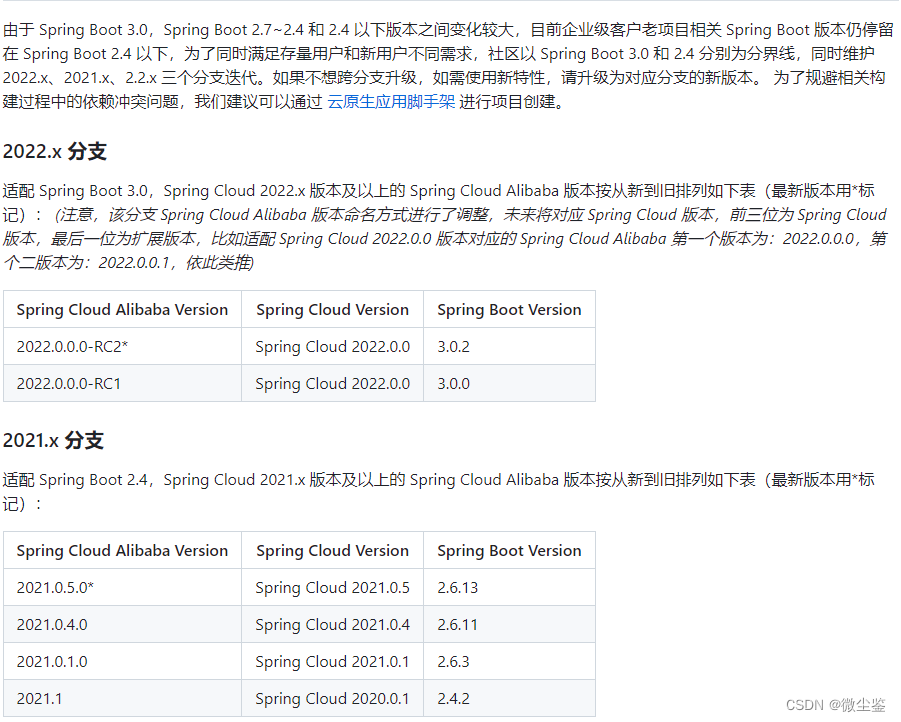 由于 Spring Boot 3.0，Spring Boot 2.7~2.4 和 2.4 以下版本之间变化较大，目前企业级客户老项目相关 Spring Boot 版本仍停留
在 Spring Boot 2.4 以下，为了同时满足存量用户和新用户不同需求，社区以 Spring Boot 3.0 和 2.4 分别为分界线，同时维护
2022.x、2021.x、2.2.x 三个分支迭代。如果不想跨分支升级，如需使用新特性，请升级为对应分支的新版本。 为了规避相关构
建过程中的依赖冲突问题，我们建议可以通过 云原生应用脚手架 进行项目创建。
2022.x 分支
适配 Spring Boot 3.0，Spring Cloud 2022.x 版本及以上的 Spring Cloud Alibaba 版本按从新到旧排列如下表（最新版本用*标
记）： (注意，该分支 Spring Cloud Alibaba 版本命名方式进行了调整，未来将对应 Spring Cloud 版本，前三位为 Spring Cloud
版本，最后一位为扩展版本，比如适配 Spring Cloud 2022.0.0 版本对应的 Spring Cloud Alibaba 第一个版本为：2022.0.0.0，第
个二版本为：2022.0.0.1，依此类推)
Spring Cloud Alibaba Version Spring Cloud Version Spring Boot Version
2022.0.0.0-RC2* Spring Cloud 2022.0.0 3.0.2
2022.0.0.0-RC1 Spring Cloud 2022.0.0 3.0.0
2021.x 分支
适配 Spring Boot 2.4，Spring Cloud 2021.x 版本及以上的 Spring Cloud Alibaba 版本按从新到旧排列如下表（最新版本用*标
记）：
Spring Cloud Alibaba Version Spring Cloud Version Spring Boot Version
2021.0.5.0* Spring Cloud 2021.0.5 2.6.13
2021.0.4.0 Spring Cloud 2021.0.4 2.6.11
2021.0.1.0 Spring Cloud 2021.0.1 2.6.3
2021.1 Spring Cloud 2020.0.1 2.4.2
CSDN @微尘鉴